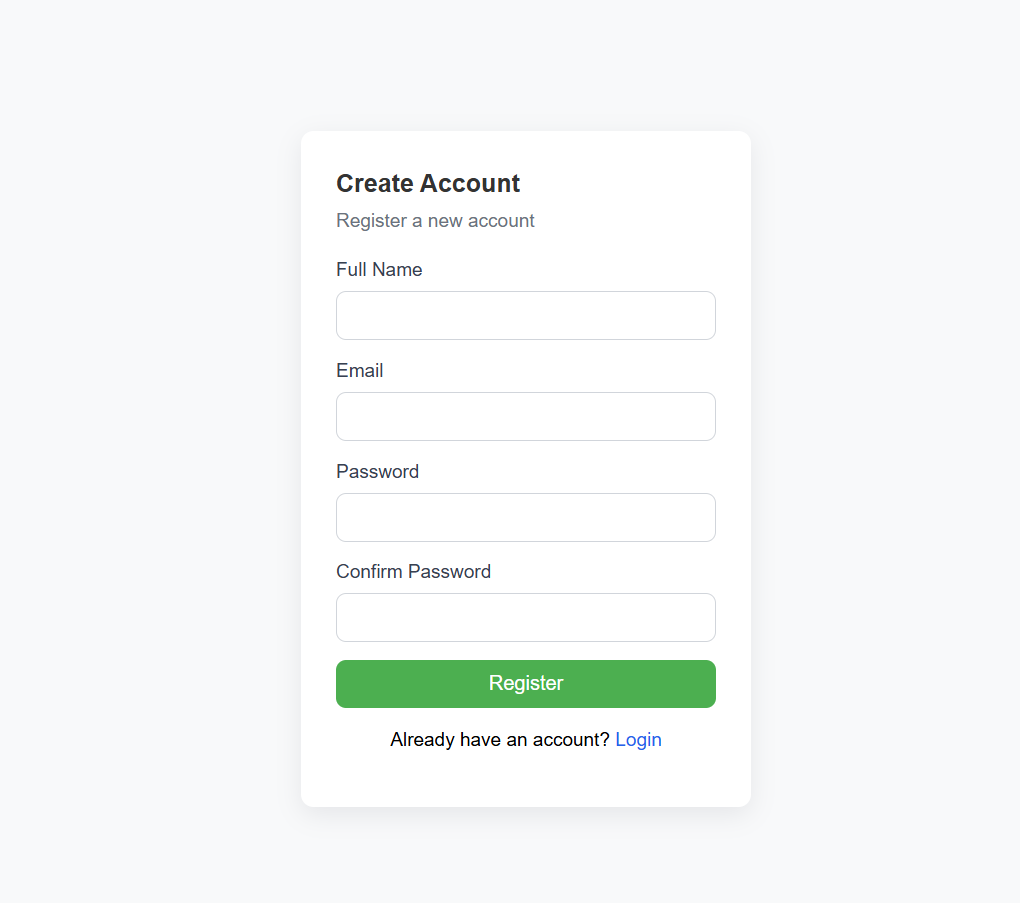 Create Account
Register a new account
Full Name
Email
Password
Confirm Password
Register
Already have an account? Login